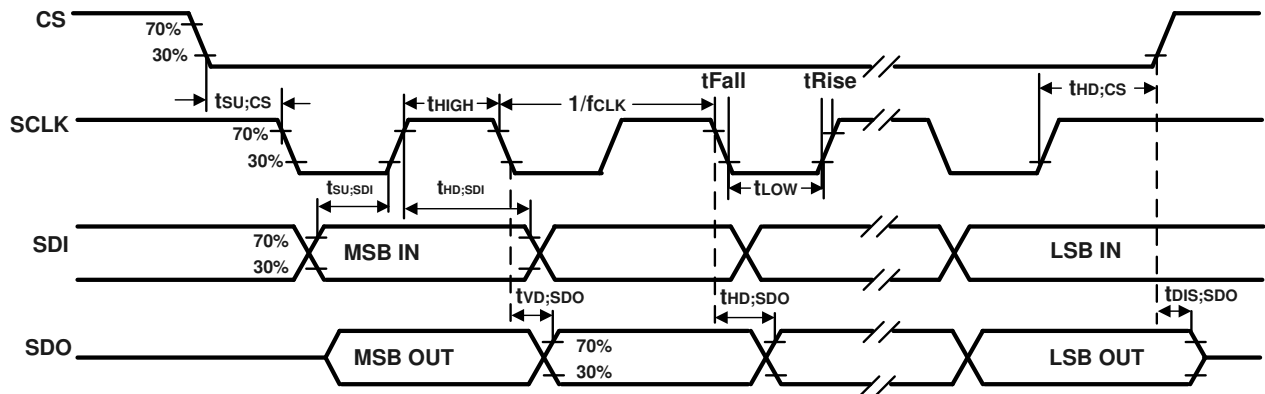 CS
70%
30%
tFall
tRise
tSU;CS
tHIGH
1/fCLK
tHD;CS
SCLK
70%
30%
tSU;SDI
tHD;SDI
tLOW
SDI
70%
30%
MSB IN
LSB IN
tVD;SDO
tHD;SDO
tDIS;SDO
SDO
MSB OUT
70%
30%
LSB OUT